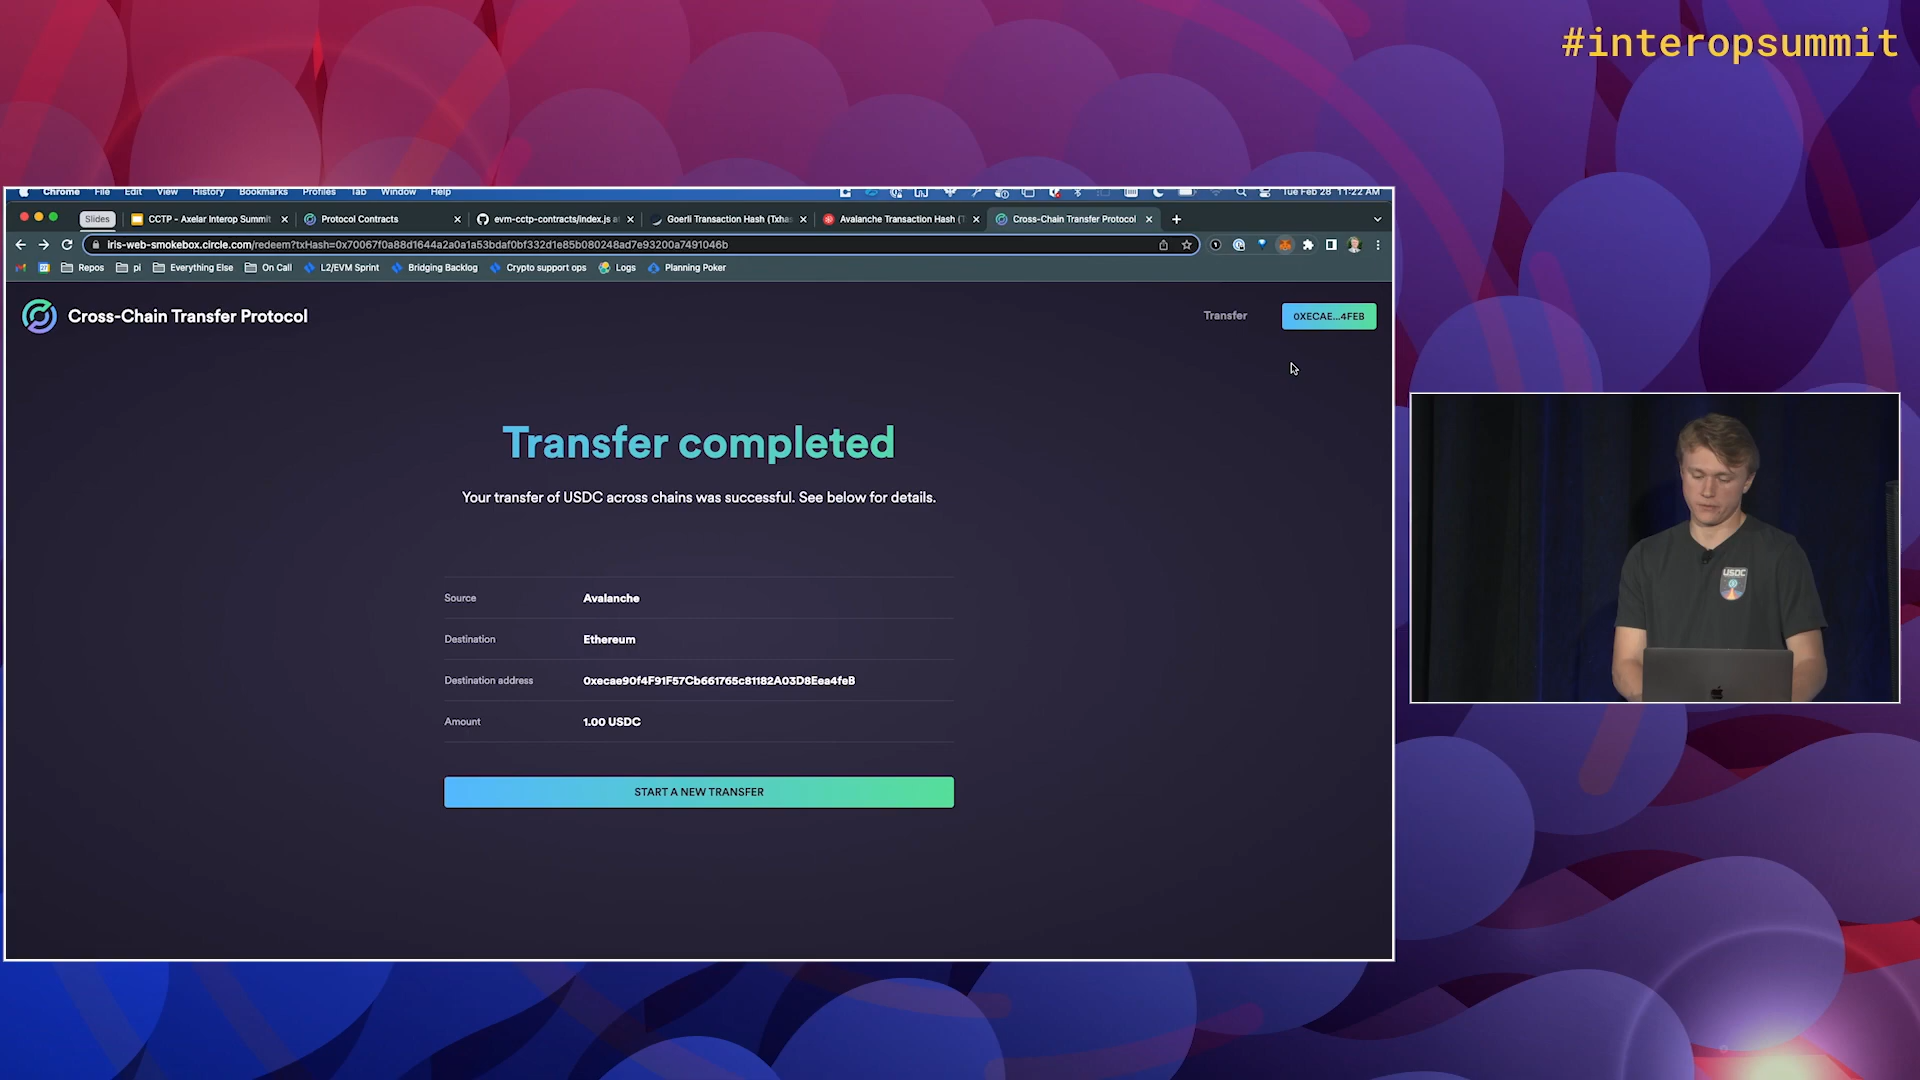 #interopsummit
Chrome File Edit View History Bookmarks Profiles Tab Window Help Tue Feb 28 11:22 AM
Slides CCTP - Axelar Interop Summit Protocol Contracts evm-cctp-contracts/index.js a Goerli Transaction Hash (Txhas Avalanche Transaction Hash ( Cross-Chain Transfer Protocol
iris-web-smokebox.circle.com/redeem?txHash=0x70067f0a88d1644a2a0a1a53bdaf0bf332d1e85b080248ad7e93200a7491046b
Repos pi Everything Else On Call L2/EVM Sprint Bridging Backlog Crypto support ops Logs Planning Poker
Cross-Chain Transfer Protocol
Transfer
0XECAE...4FEB
Transfer completed
Your transfer of USDC across chains was successful. See below for details.
Source Avalanche
Destination Ethereum
Destination address 0xecae90f4F91F57Cb661765c81182A03D8Eea4feB
Amount 1.00 USDC
START A NEW TRANSFER
USDC